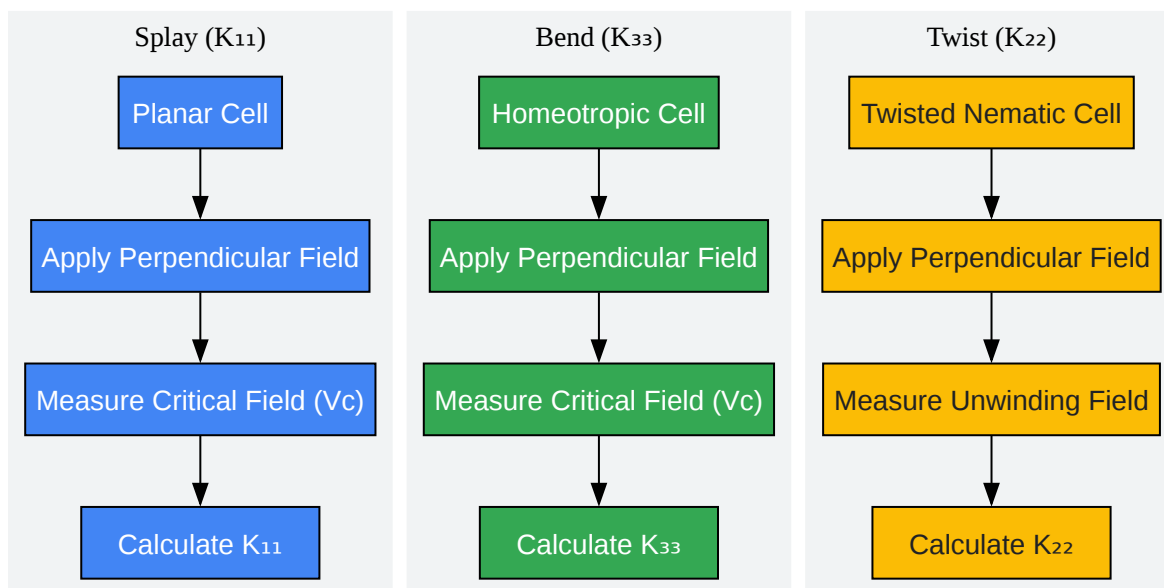 Splay (K₁₁)
Planar Cell
Apply Perpendicular Field
Measure Critical Field (Vc)
Calculate K₁₁
Bend (K₃₃)
Homeotropic Cell
Apply Perpendicular Field
Measure Critical Field (Vc)
Calculate K₃₃
Twist (K₂₂)
Twisted Nematic Cell
Apply Perpendicular Field
Measure Unwinding Field
Calculate K₂₂